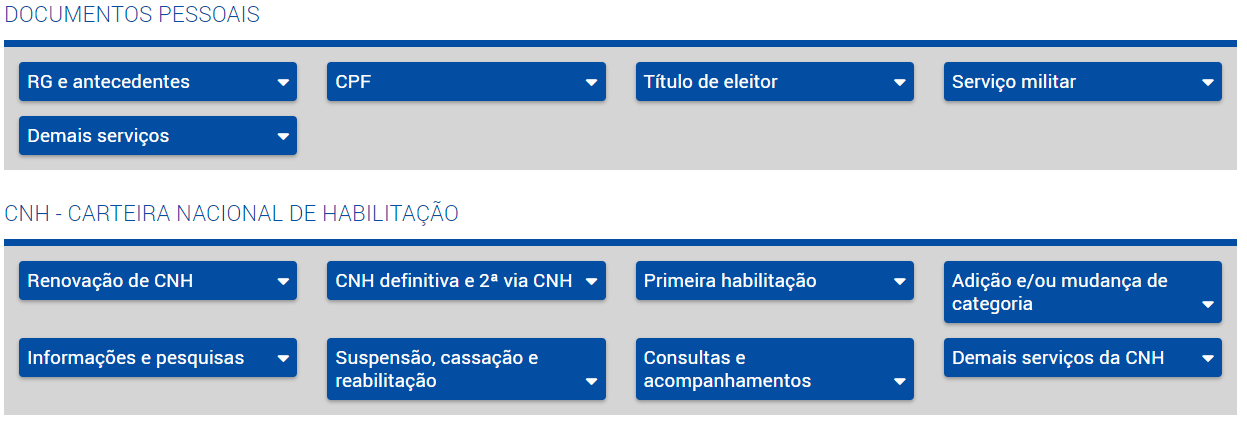 DOCUMENTOS PESSOAIS
RG e antecedentes
CPF
Título de eleitor
Serviço militar
Demais serviços
CNH - CARTEIRA NACIONAL DE HABILITAÇÃO
Renovação de CNH
CNH definitiva e 2ª via CNH
Primeira habilitação
Adição e/ou mudança de
categoria
Informações e pesquisas
Suspensão, cassação e
reabilitação
Consultas e
acompanhamentos
Demais serviços da CNH